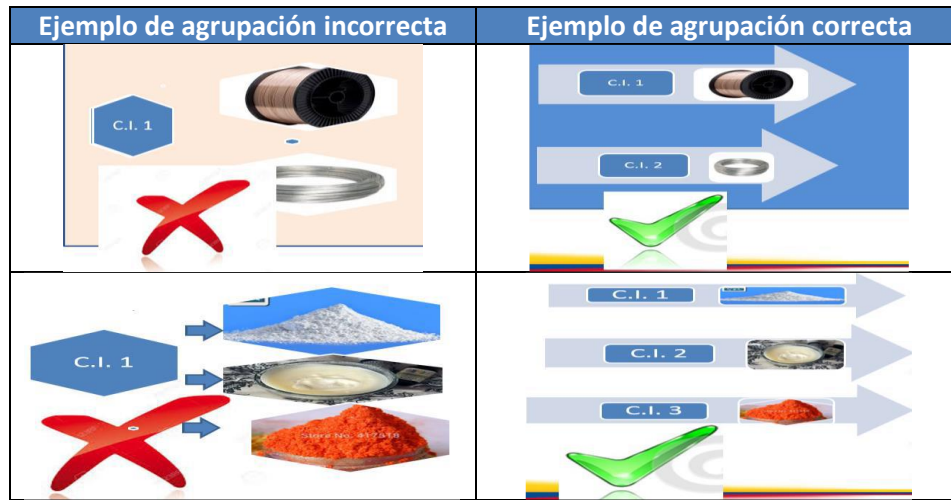 Ejemplo de agrupación incorrecta
Ejemplo de agrupación correcta
C.I. 1
C.I. 1
C.I. 2
C.I. 1
C.I. 1
C.I. 2
C.I. 3